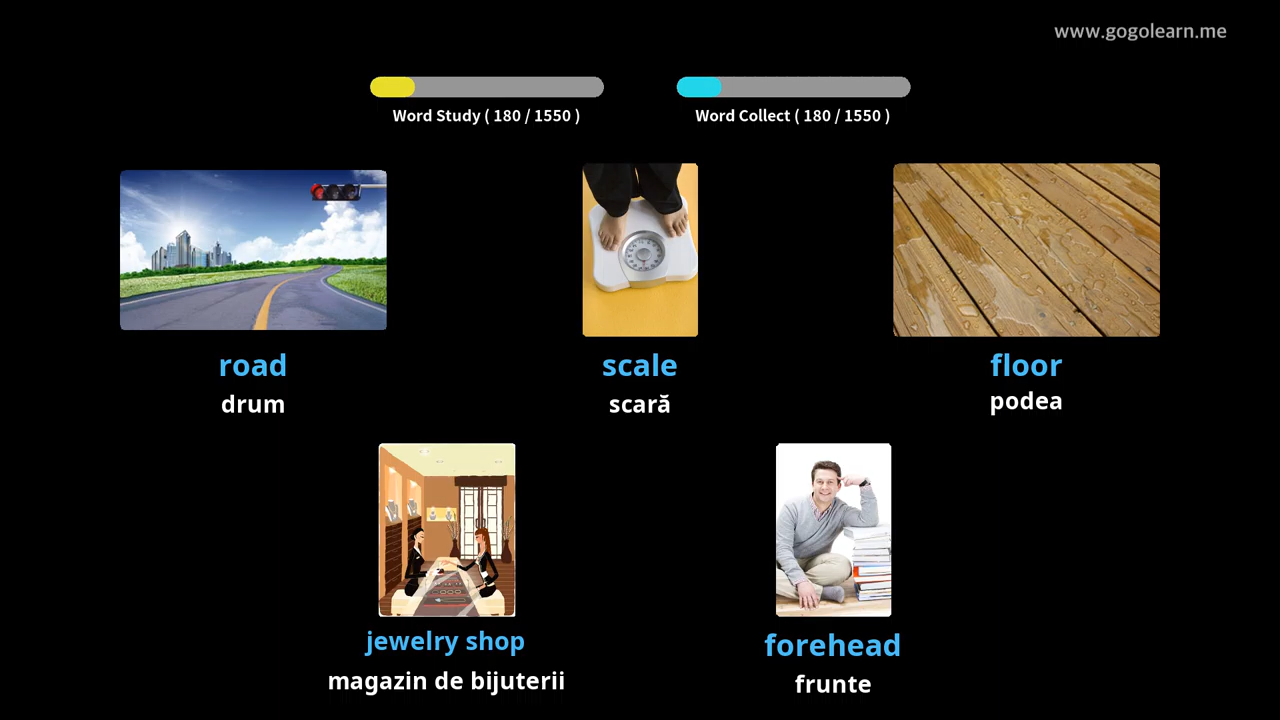 www.gogolearn.me
Word Study ( 180 / 1550 )
Word Collect ( 180 / 1550 )
road
scale
floor
drum
scară
podea
jewelry shop
forehead
magazin de bijuterii
frunte